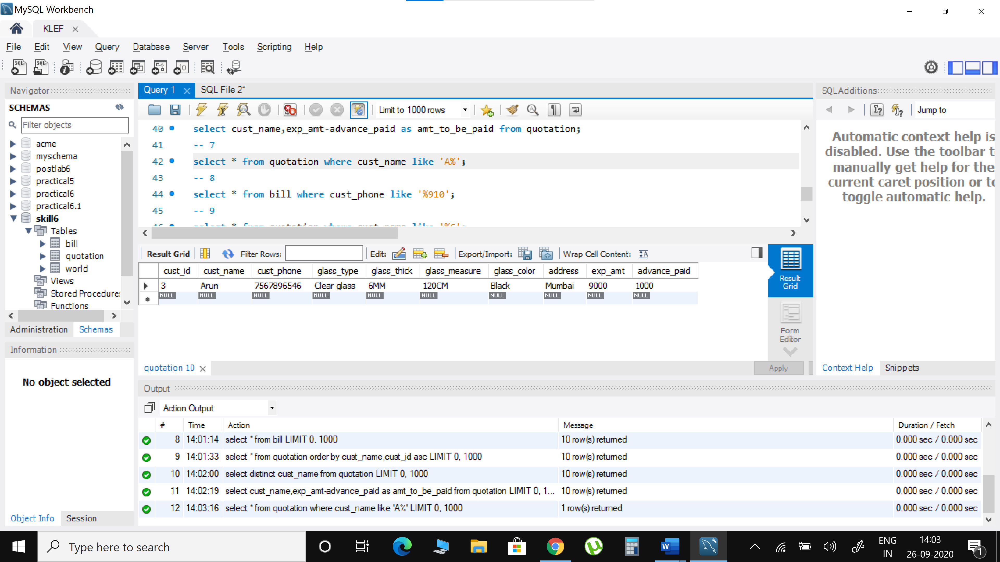 MySQL Workbench
KLEF
File Edit View Query Database Server Tools Scripting Help
Navigator
SCHEMAS
Filter objects
acme
myschema
postlab6
practical5
practical6
practical6.1
skill6
Tables
bill
quotation
world
Views
Stored Procedures
Functions
Administration Schemas
Information
No object selected
Object Info Session
Query 1 SQL File 2*
Limit to 1000 rows
40 select cust_name,exp_amt-advance_paid as amt_to_be_paid from quotation;
41 -- 7
42 select * from quotation where cust_name like 'A%';
43 -- 8
44 select * from bill where cust_phone like '%910';
45 -- 9
Result Grid Filter Rows: Edit: Export/Import: Wrap Cell Content:
cust_id cust_name cust_phone glass_type glass_thick glass_measure glass_color address exp_amt advance_paid
3 Arun 7567896546 Clear glass 6MM 120CM Black Mumbai 9000 1000
NULL NULL NULL NULL NULL NULL NULL NULL NULL NULL
Result
Grid
Form
Editor
quotation 10
Apply
SQLAdditions
Jump to
Automatic context help is
disabled. Use the toolbar
manually get help for the
current caret position or
toggle automatic help.
Context Help Snippets
Output
Action Output
# Time Action Message Duration / Fetch
8 14:01:14 select * from bill LIMIT 0, 1000 10 row(s) returned 0.000 sec / 0.000 sec
9 14:01:33 select * from quotation order by cust_name,cust_id asc LIMIT 0, 1000 10 row(s) returned 0.000 sec / 0.000 sec
10 14:02:00 select distinct cust_name from quotation LIMIT 0, 1000 10 row(s) returned 0.000 sec / 0.000 sec
11 14:02:19 select cust_name,exp_amt-advance_paid as amt_to_be_paid from quotation LIMIT 0, 1... 10 row(s) returned 0.000 sec / 0.000 sec
12 14:03:16 select * from quotation where cust_name like 'A%' LIMIT 0, 1000 1 row(s) returned 0.000 sec / 0.000 sec
Type here to search
ENG
IN
14:03
26-09-2020
1